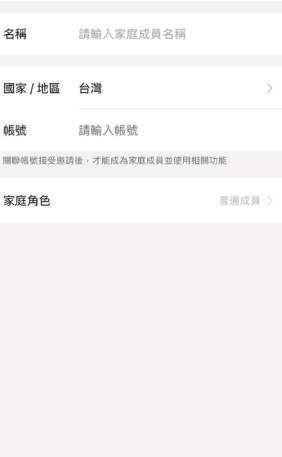 名稱 請輸入家庭成員名稱
國家 / 地區 台灣
帳號 請輸入帳號
關聯帳號接受邀請後，才能成為家庭成員並使用相關功能
家庭角色 普通成員